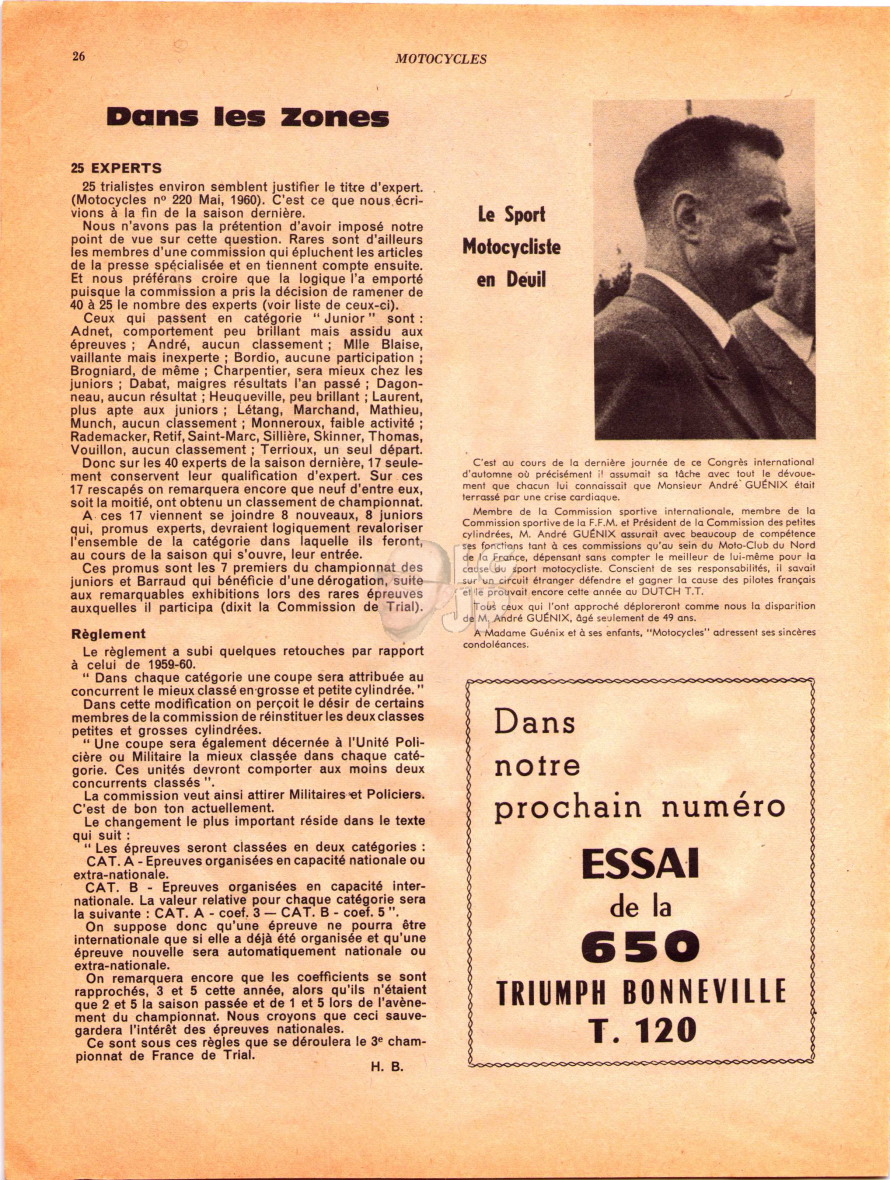 26
MOTOCYCLES
Dans les Zones
25 EXPERTS
25 trialistes environ semblent justifier le titre d'expert.
(Motocycles nº 220 Mai, 1960). C'est ce que nous écri-
vions à la fin de la saison dernière.
Nous n'avons pas la prétention d'avoir imposé notre
point de vue sur cette question. Rares sont d'ailleurs
les membres d'une commission qui épluchent les articles
de la presse spécialisée et en tiennent compte ensuite.
Et nous préférons croire que la logique l'a emporté
puisque la commission a pris la décision de ramener de
40 à 25 le nombre des experts (voir liste de ceux-ci).
Ceux qui passent en catégorie “ Junior ” sont :
Adnet, comportement peu brillant mais assidu aux
épreuves ; André, aucun classement ; Mlle Blaise,
vaillante mais inexperte ; Bordio, aucune participation ;
Brogniard, de même ; Charpentier, sera mieux chez les
juniors ; Dabat, maigres résultats l'an passé ; Dagon-
neau, aucun résultat ; Heuqueville, peu brillant ; Laurent,
plus apte aux juniors ; Létang, Marchand, Mathieu,
Munch, aucun classement ; Monneroux, faible activité ;
Rademacker, Retif, Saint-Marc, Sillière, Skinner, Thomas,
Vouillon, aucun classement ; Terrioux, un seul départ.
Donc sur les 40 experts de la saison dernière, 17 seule-
ment conservent leur qualification d'expert. Sur ces
17 rescapés on remarquera encore que neuf d'entre eux,
soit la moitié, ont obtenu un classement de championnat.
A ces 17 viennent se joindre 8 nouveaux, 8 juniors
qui, promus experts, devraient logiquement revaloriser
l'ensemble de la catégorie dans laquelle ils feront,
au cours de la saison qui s'ouvre, leur entrée.
Ces promus sont les 7 premiers du championnat des
juniors et Barraud qui bénéficie d'une dérogation, suite
aux remarquables exhibitions lors des rares épreuves
auxquelles il participa (dixit la Commission de Trial).
Règlement
Le règlement a subi quelques retouches par rapport
à celui de 1959-60.
“ Dans chaque catégorie une coupe sera attribuée au
concurrent le mieux classé en grosse et petite cylindrée. ”
Dans cette modification on perçoit le désir de certains
membres de la commission de réinstituer les deux classes
petites et grosses cylindrées.
“ Une coupe sera également décernée à l'Unité Poli-
cière ou Militaire la mieux classée dans chaque caté-
gorie. Ces unités devront comporter aux moins deux
concurrents classés ”.
La commission veut ainsi attirer Militaires et Policiers.
C'est de bon ton actuellement.
Le changement le plus important réside dans le texte
qui suit :
“ Les épreuves seront classées en deux catégories :
CAT. A - Epreuves organisées en capacité nationale ou
extra-nationale.
CAT. B - Epreuves organisées en capacité inter-
nationale. La valeur relative pour chaque catégorie sera
la suivante : CAT. A - coef. 3 — CAT. B - coef. 5 ”.
On suppose donc qu'une épreuve ne pourra être
internationale que si elle a déjà été organisée et qu'une
épreuve nouvelle sera automatiquement nationale ou
extra-nationale.
On remarquera encore que les coefficients se sont
rapprochés, 3 et 5 cette année, alors qu'ils n'étaient
que 2 et 5 la saison passée et de 1 et 5 lors de l'avène-
ment du championnat. Nous croyons que ceci sauve-
gardera l'intérêt des épreuves nationales.
Ce sont sous ces règles que se déroulera le 3e cham-
pionnat de France de Trial.
H. B.
Le Sport
Motocycliste
en Deuil
C'est au cours de la dernière journée de ce Congrès international
d'automne où précisément il assumait sa tâche avec tout le dévoue-
ment que chacun lui connaissait que Monsieur André GUÉNIX était
terrassé par une crise cardiaque.
Membre de la Commission sportive internationale, membre de la
Commission sportive de la F.F.M. et Président de la Commission des petites
cylindrées, M. André GUÉNIX assurait avec beaucoup de compétence
ses fonctions tant à ces commissions qu'au sein du Moto-Club du Nord
de la France, dépensant sans compter le meilleur de lui-même pour la
cause du sport motocycliste. Conscient de ses responsabilités, il savait
sur le circuit étranger défendre et gagner la cause des pilotes français
et le prouvait encore cette année au DUTCH T.T.
Tous ceux qui l'ont approché déploreront comme nous la disparition
de M. André GUÉNIX, âgé seulement de 49 ans.
A Madame Guénix et à ses enfants, “Motocycles” adressent ses sincères
condoléances.
Dans
notre
prochain numéro
ESSAI
de la
650
TRIUMPH BONNEVILLE
T. 120